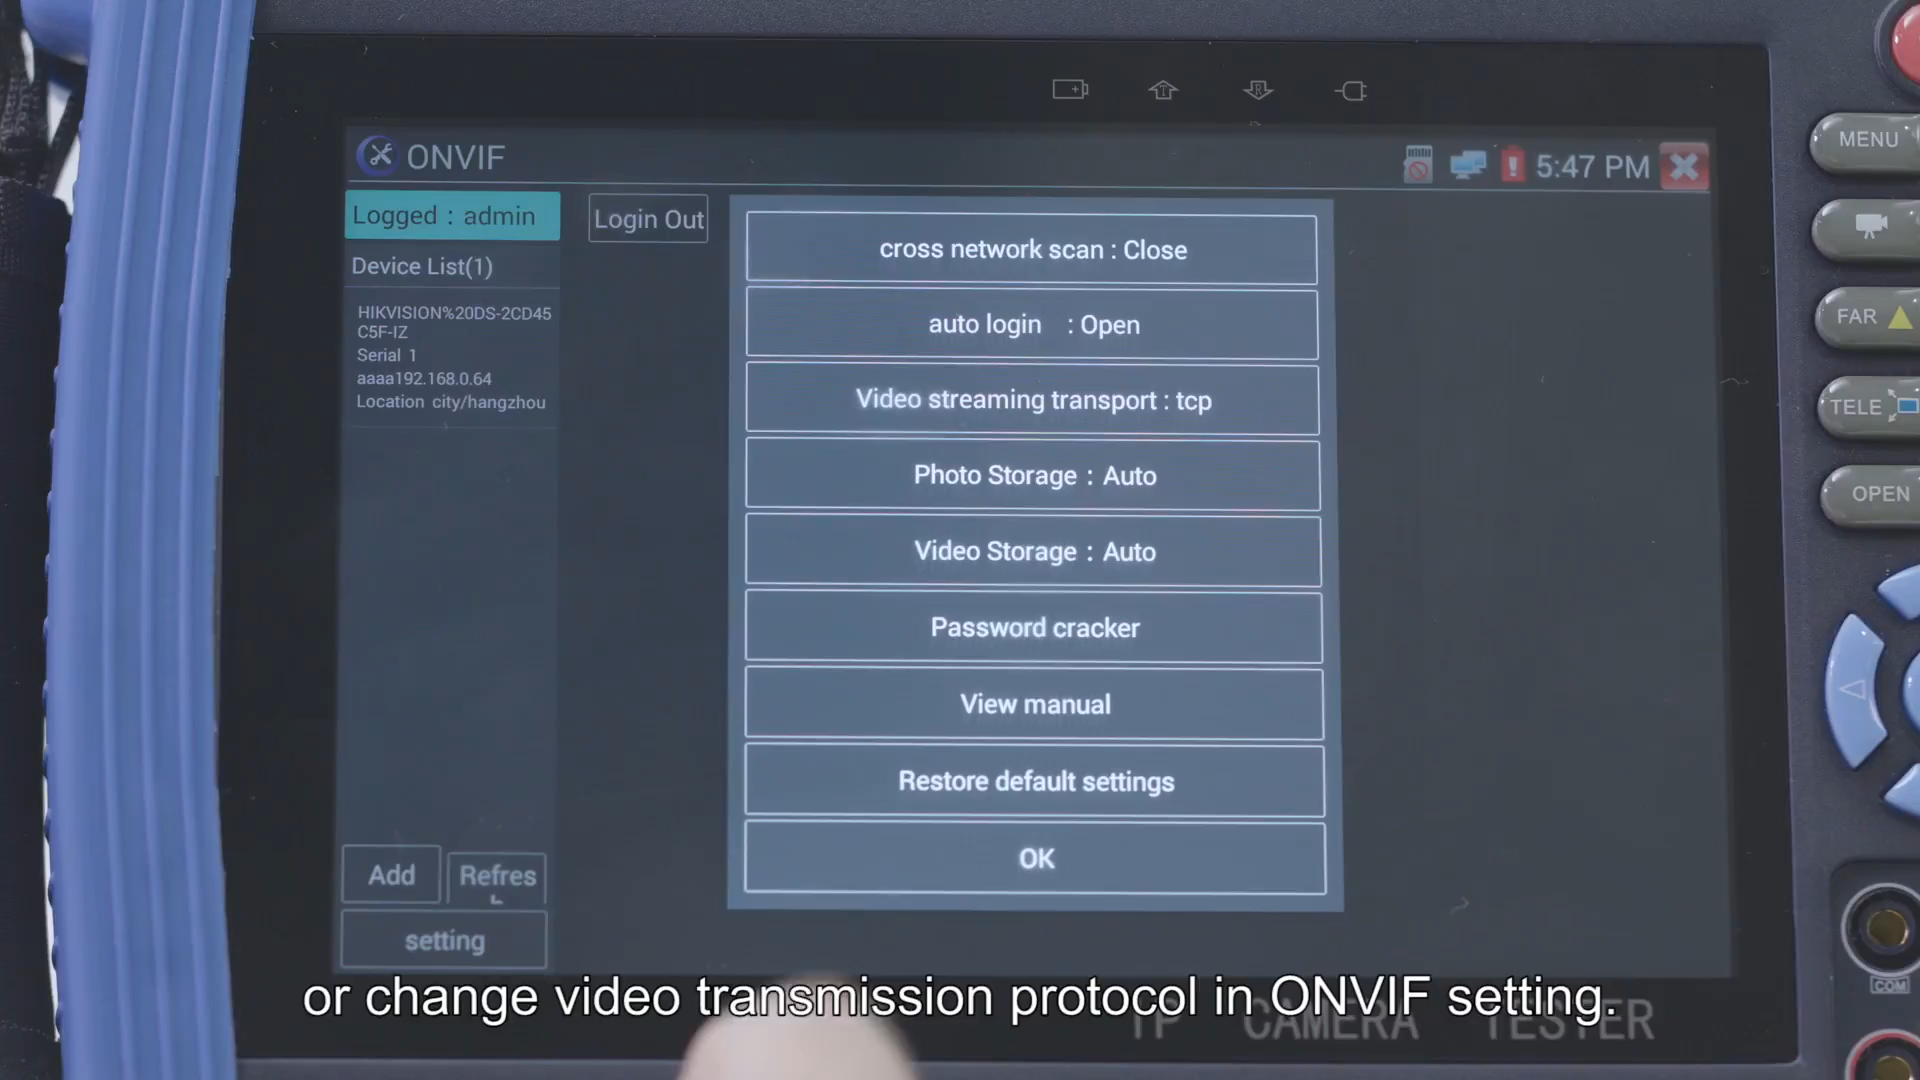 ONVIF
5:47 PM
Logged : admin
Login Out
Device List(1)
HIKVISION%20DS-2CD45
C5F-IZ
Serial 1
aaaa192.168.0.64
Location city/hangzhou
cross network scan : Close
auto login : Open
Video streaming transport : tcp
Photo Storage : Auto
Video Storage : Auto
Password cracker
View manual
Restore default settings
OK
Add
Refres
setting
MENU
FAR
TELE
OPEN
COM
or change video transmission protocol in ONVIF setting.
IP CAMERA TESTER